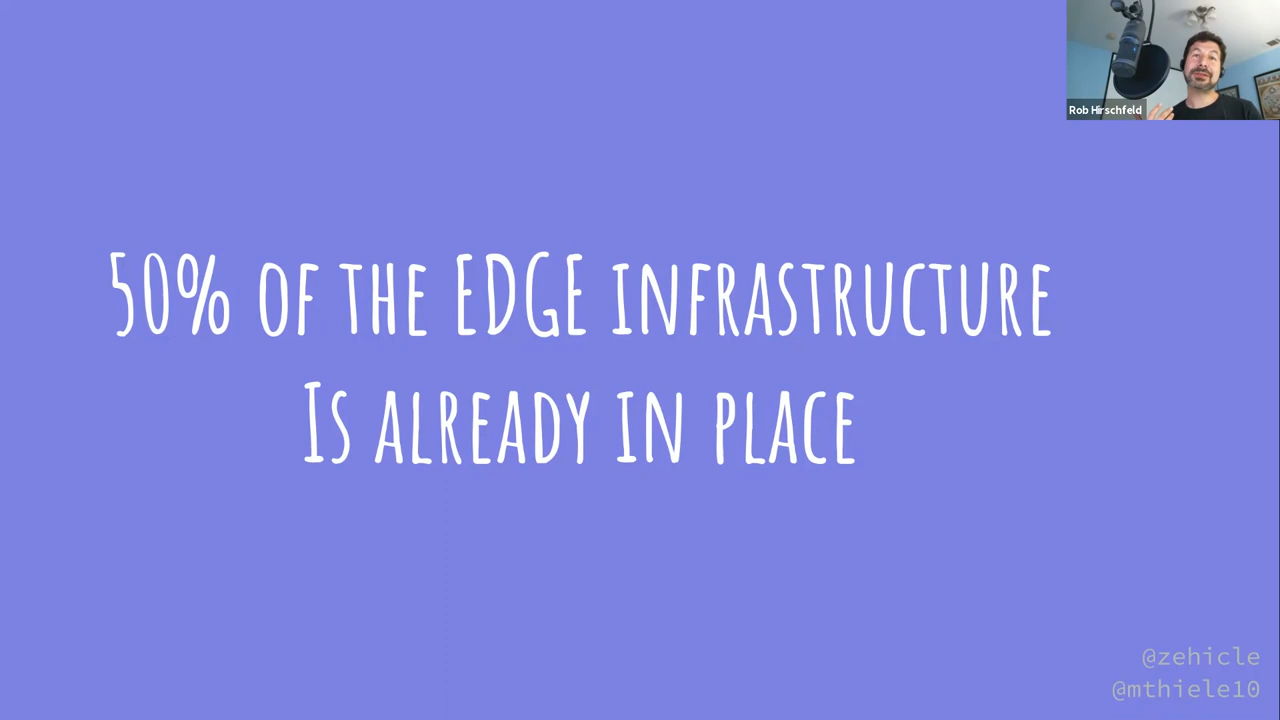 Rob Hirschfeld
50% OF THE EDGE INFRASTRUCTURE
IS ALREADY IN PLACE
@zehicle
@mthiele10